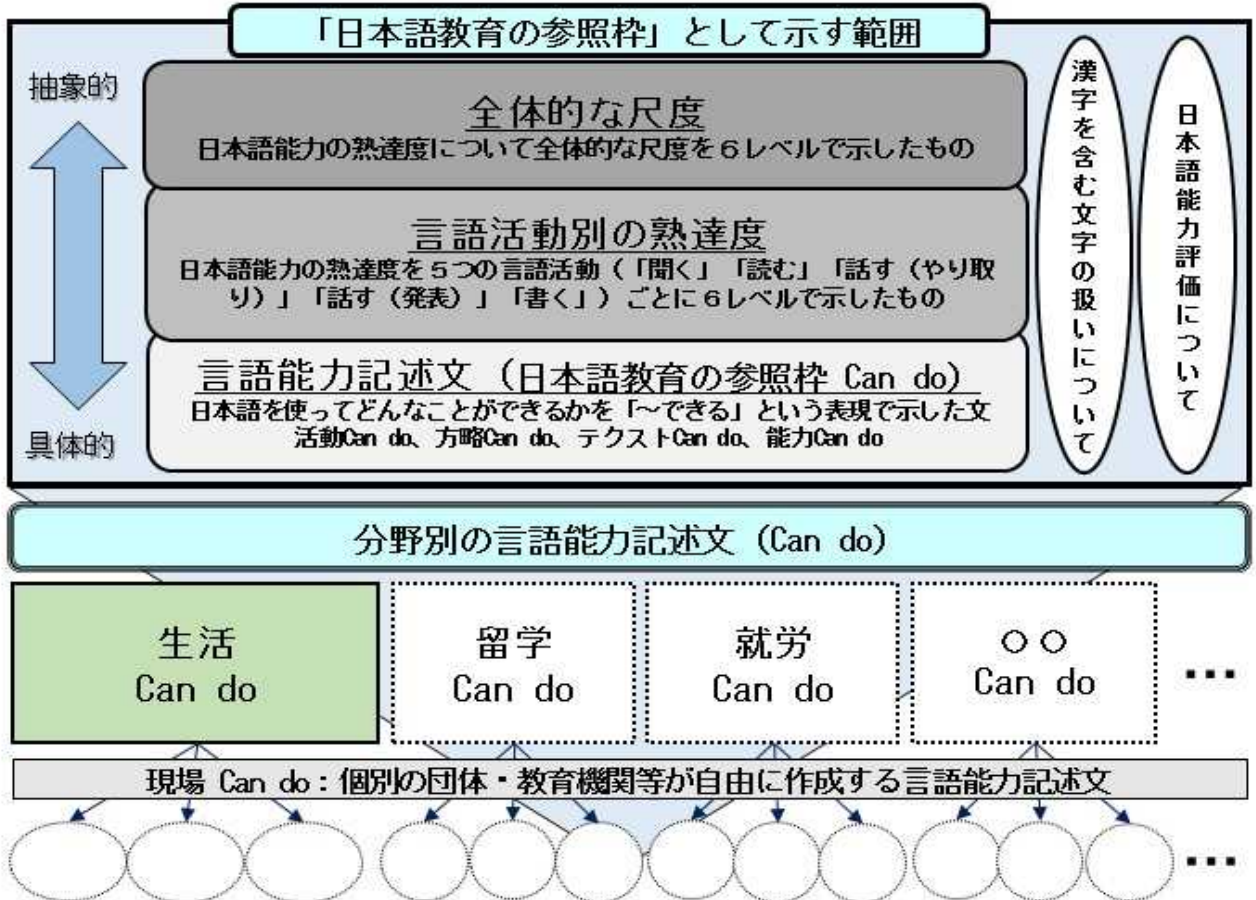 「日本語教育の参照枠」として示す範囲
抽象的
具体的
全体的な尺度
日本語能力の熟達度について全体的な尺度を6レベルで示したもの
言語活動別の熟達度
日本語能力の熟達度を5つの言語活動(「聞く」「読む」「話す(やり取
り)」「話す(発表)」「書く」)ごとに6レベルで示したもの
言語能力記述文(日本語教育の参照枠 Can do)
日本語を使ってどんなことができるかを「~できる」という表現で示した文
活動Can do、方略Can do、テクストCan do、能力Can do
漢字を含む文字の扱いについて
日本語能力評価について
分野別の言語能力記述文(Can do)
生活
Can do
留学
Can do
就労
Can do
○○
Can do
…
現場 Can do:個別の団体・教育機関等が自由に作成する言語能力記述文
…